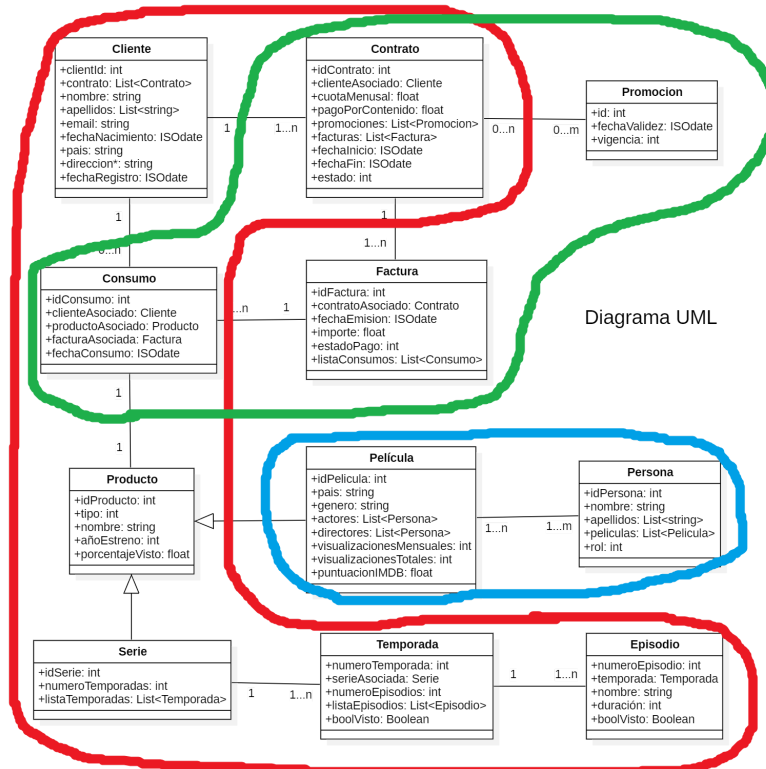 Cliente
+clientId: int
+contrato: List<Contrato>
+nombre: string
+apellidos: List<string>
+email: string
+fechaNacimiento: ISOdate
+pais: string
+direccion*: string
+fechaRegistro: ISOdate
1
1...n
Contrato
+idContrato: int
+clienteAsociado: Cliente
+cuotaMenusal: float
+pagoPorContenido: float
+promociones: List<Promocion>
+facturas: List<Factura>
+fechaInicio: ISOdate
+fechaFin: ISOdate
+estado: int
0...n
0...m
Promocion
+id: int
+fechaValidez: ISOdate
+vigencia: int
1
0...n
1
1...n
Consumo
+idConsumo: int
+clienteAsociado: Cliente
+productoAsociado: Producto
+facturaAsociada: Factura
+fechaConsumo: ISOdate
...n
1
Factura
+idFactura: int
+contratoAsociado: Contrato
+fechaEmision: ISOdate
+importe: float
+estadoPago: int
+listaConsumos: List<Consumo>
Diagrama UML
1
1
Producto
+idProducto: int
+tipo: int
+nombre: string
+añoEstreno: int
+porcentajeVisto: float
Película
+idPelicula: int
+pais: string
+genero: string
+actores: List<Persona>
+directores: List<Persona>
+visualizacionesMensuales: int
+visualizacionesTotales: int
+puntuacionIMDB: float
1...n
1...m
Persona
+idPersona: int
+nombre: string
+apellidos: List<string>
+peliculas: List<Pelicula>
+rol: int
Serie
+idSerie: int
+numeroTemporadas: int
+listaTemporadas: List<Temporada>
1
1...n
Temporada
+numeroTemporada: int
+serieAsociada: Serie
+numeroEpisodios: int
+listaEpisodios: List<Episodio>
+boolVisto: Boolean
1
1...n
Episodio
+numeroEpisodio: int
+temporada: Temporada
+nombre: string
+duración: int
+boolVisto: Boolean